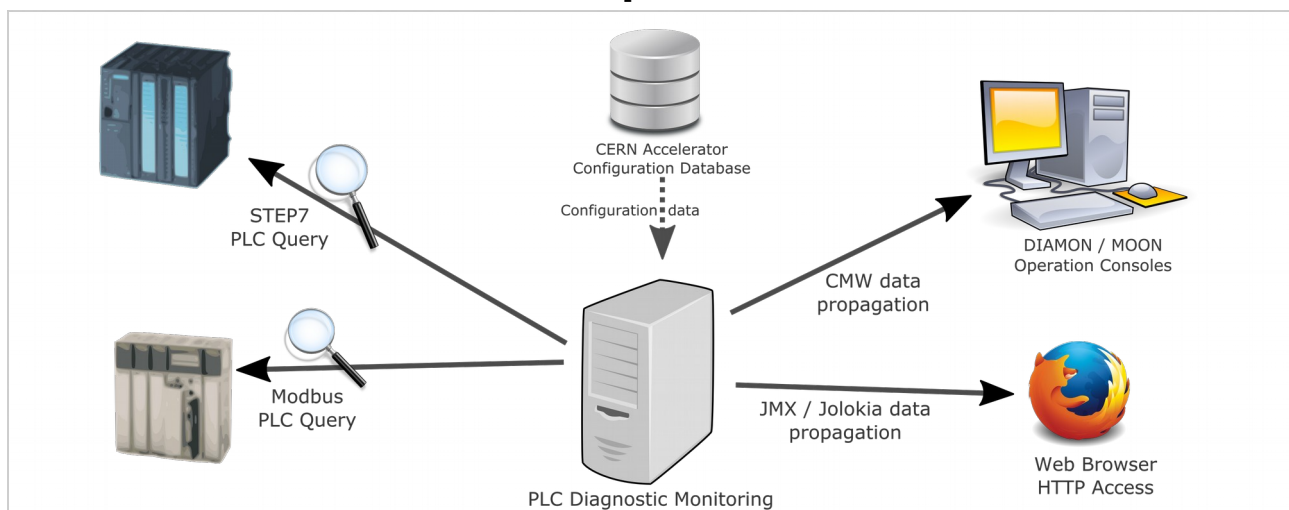 CERN Accelerator
Configuration Database
Configuration data
STEP7
PLC Query
DIAMON / MOON
Operation Consoles
CMW data
propagation
Modbus
PLC Query
JMX / Jolokia data
propagation
Web Browser
HTTP Access
PLC Diagnostic Monitoring